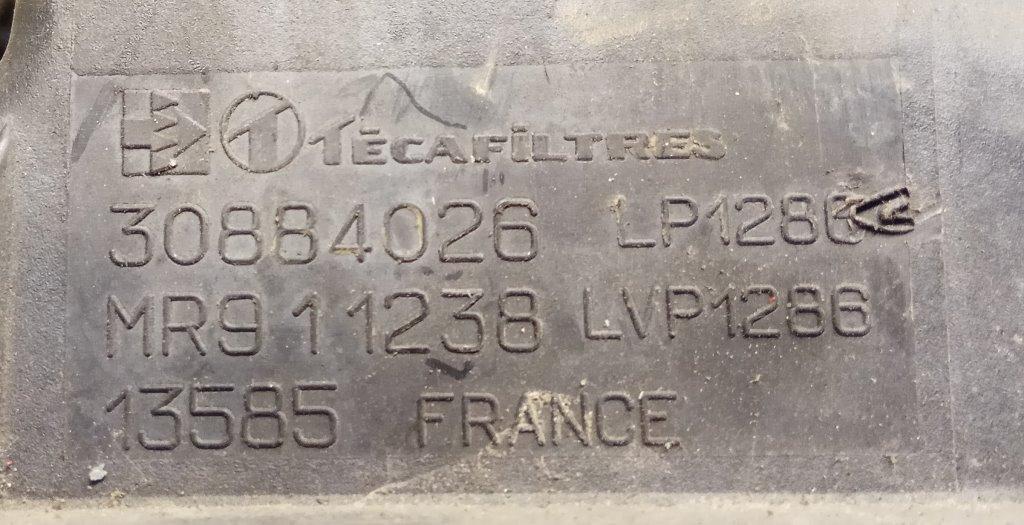 TÉCAFILTRES
30884026 LP1286
MR911238 LVP1286
13585 FRANCE